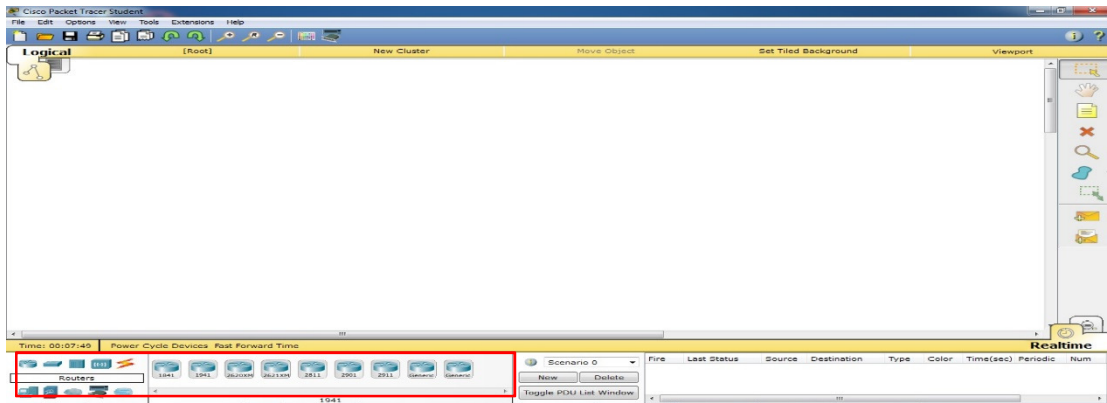 Cisco Packet Tracer Student
File Edit Options View Tools Extensions Help
Logical [Root] New Cluster Move Object Set Tiled Background Viewport
Time: 00:07:49 Power Cycle Devices Fast Forward Time Realtime
Scenario 0 Fire Last Status Source Destination Type Color Time(sec) Periodic Num
Routers 1841 1941 2620XM 2621XM 2811 2901 2911 Generic Generic New Delete
Toggle PDU List Window
1941